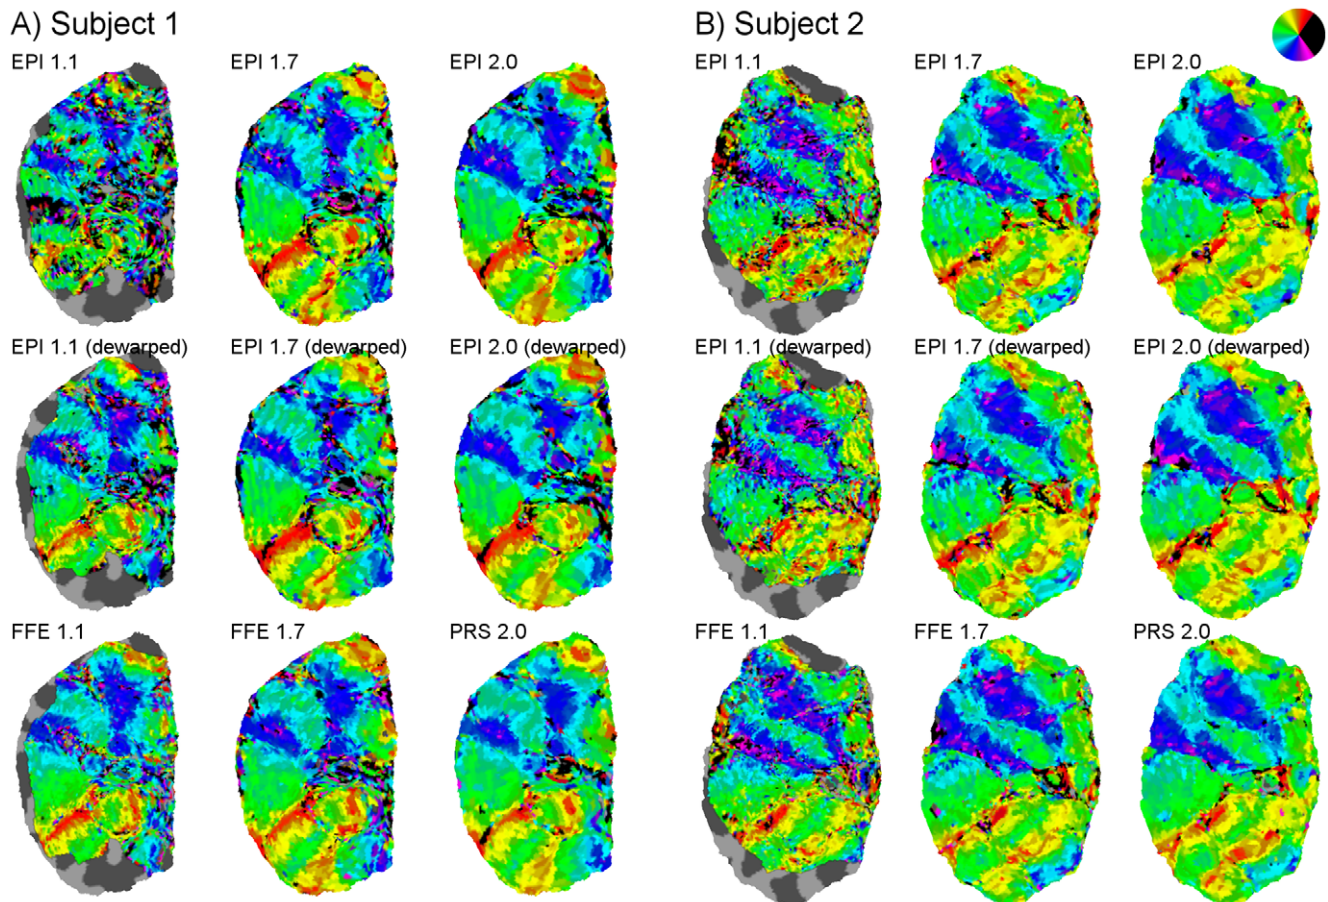 A) Subject 1
B) Subject 2
EPI 1.1
EPI 1.7
EPI 2.0
EPI 1.1
EPI 1.7
EPI 2.0
EPI 1.1 (dewarped)
EPI 1.7 (dewarped)
EPI 2.0 (dewarped)
EPI 1.1 (dewarped)
EPI 1.7 (dewarped)
EPI 2.0 (dewarped)
FFE 1.1
FFE 1.7
PRS 2.0
FFE 1.1
FFE 1.7
PRS 2.0